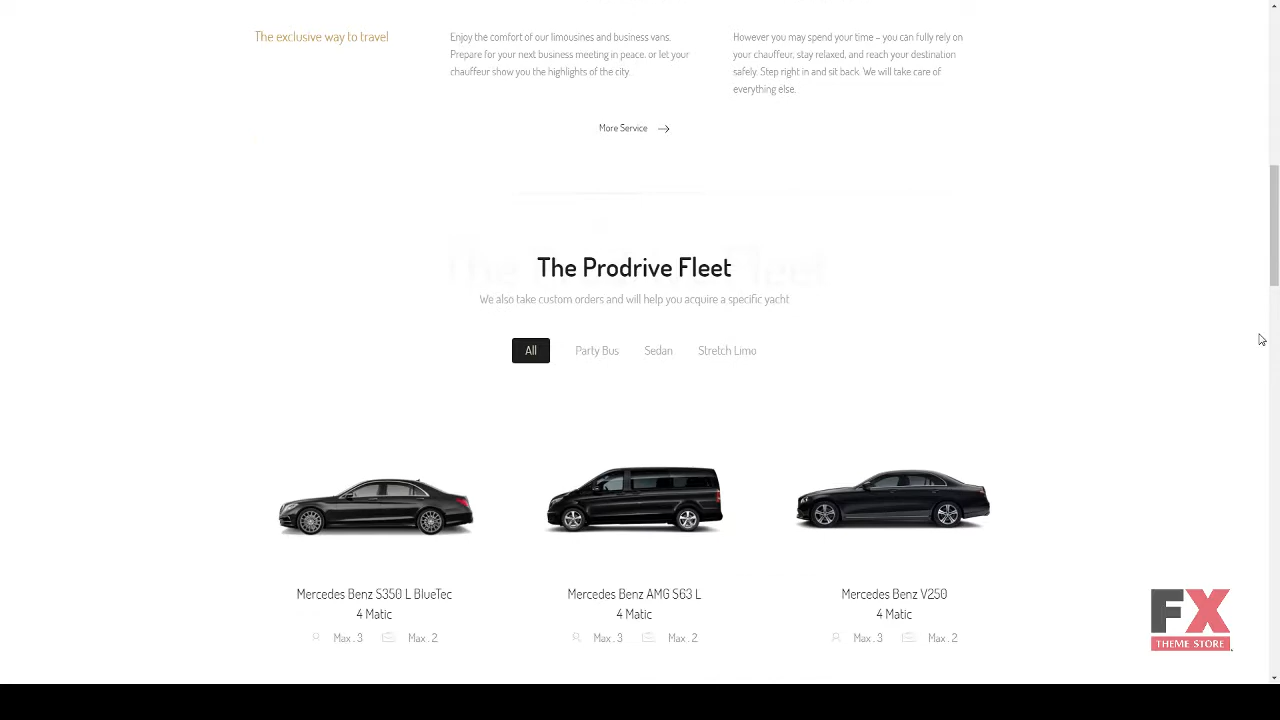 The exclusive way to travel
Enjoy the comfort of our limousines and business vans.
Prepare for your next business meeting in peace, or let your
chauffeur show you the highlights of the city.
However you may spend your time – you can fully rely on
your chauffeur, stay relaxed, and reach your destination
safely. Step right in and sit back. We will take care of
everything else.
More Service
The Prodrive Fleet
We also take custom orders and will help you acquire a specific yacht
All
Party Bus
Sedan
Stretch Limo
Mercedes Benz S350 L BlueTec
4 Matic
Max . 3
Max . 2
Mercedes Benz AMG S63 L
4 Matic
Max . 3
Max . 2
Mercedes Benz V250
4 Matic
Max . 3
Max . 2
FX
THEME STORE